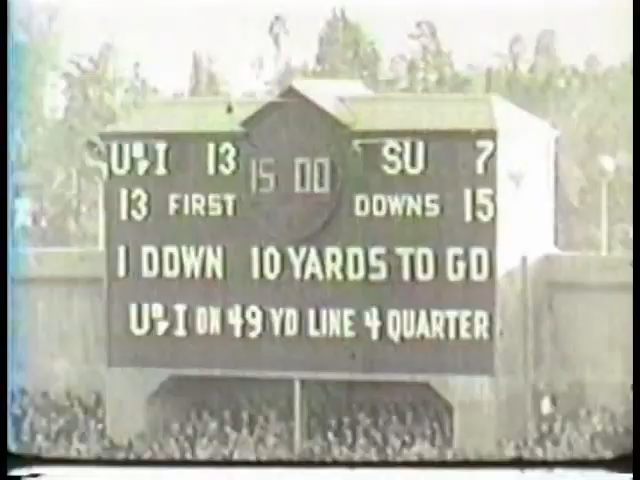 U of I 13 15 00 SU 7
13 FIRST DOWNS 15
1 DOWN 10 YARDS TO GO
U of I ON 49 YD LINE 4 QUARTER